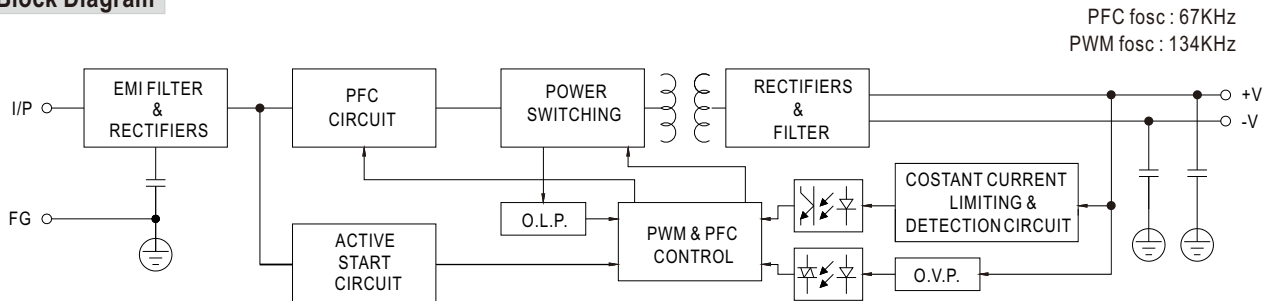 Block Diagram
PFC fosc : 67KHz
PWM fosc : 134KHz
I/P
EMI FILTER
&
RECTIFIERS
PFC
CIRCUIT
POWER
SWITCHING
RECTIFIERS
&
FILTER
+V
-V
FG
O.L.P.
ACTIVE
START
CIRCUIT
PWM & PFC
CONTROL
COSTANT CURRENT
LIMITING &
DETECTION CIRCUIT
O.V.P.